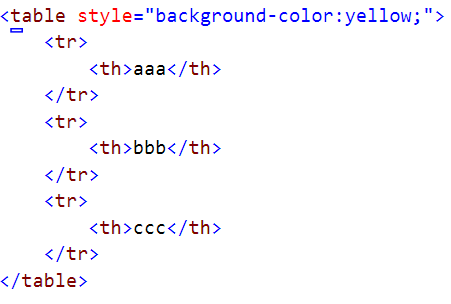 <table style="background-color:yellow;">
    <tr>
        <th>aaa</th>
    </tr>
    <tr>
        <th>bbb</th>
    </tr>
    <tr>
        <th>ccc</th>
    </tr>
</table>